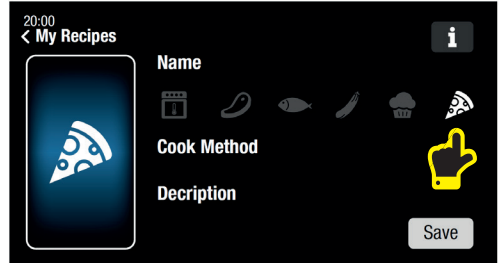 20:00
< My Recipes
i
Name
Cook Method
Decription
Save